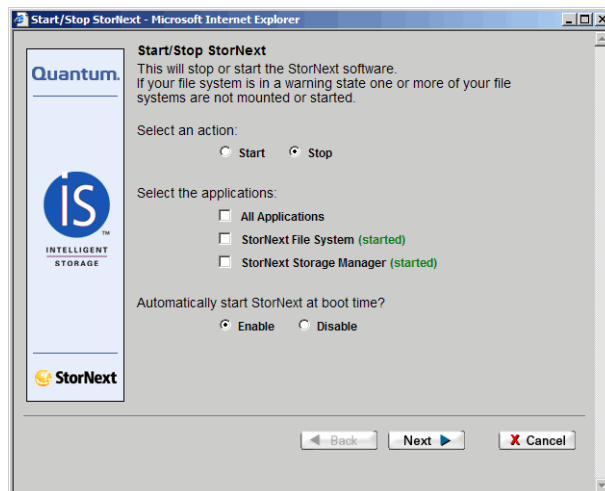 Start/Stop StorNext - Microsoft Internet Explorer
Quantum.
iS
TM
INTELLIGENT
STORAGE
StorNext
Start/Stop StorNext
This will stop or start the StorNext software.
If your file system is in a warning state one or more of your file
systems are not mounted or started.
Select an action:
Start Stop
Select the applications:
All Applications
StorNext File System (started)
StorNext Storage Manager (started)
Automatically start StorNext at boot time?
Enable Disable
Back Next X Cancel